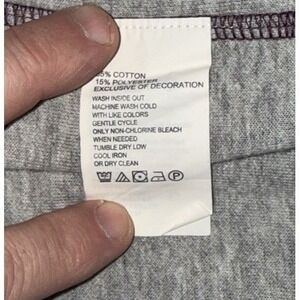 COTTON
15% POLYESTER
EXCLUSIVE OF DECORATION
WASH INSIDE OUT
MACHINE WASH COLD
WITH LIKE COLORS
GENTLE CYCLE
ONLY NON-CHLORINE BLEACH
WHEN NEEDED
TUMBLE DRY LOW
COOL IRON
OR DRY CLEAN